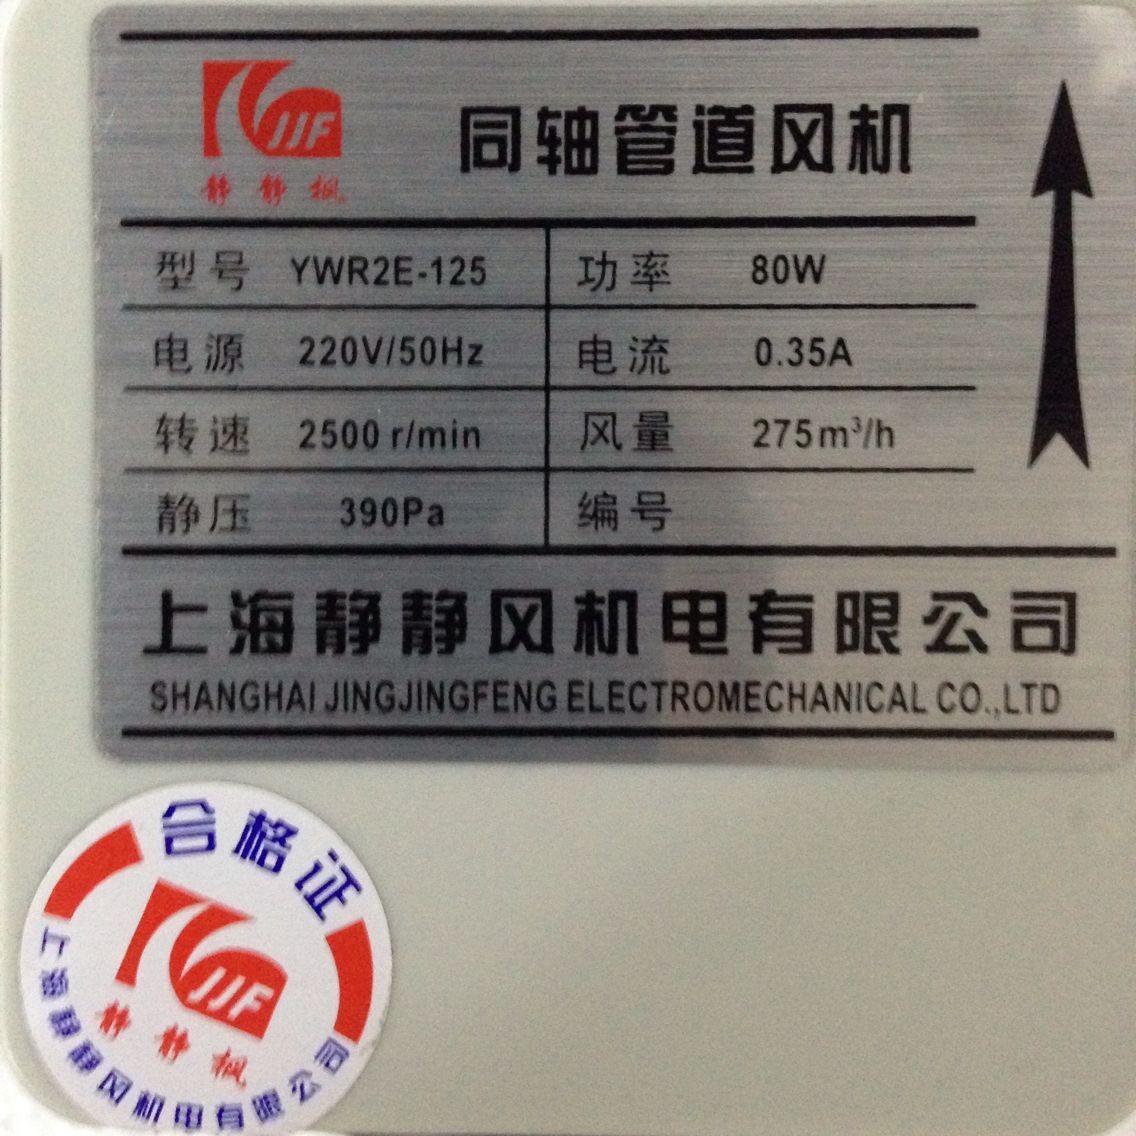 JJF
静静枫
同轴管道风机
型号 YWR2E-125 功率 80W
电源 220V/50Hz 电流 0.35A
转速 2500 r/min 风量 275m³/h
静压 390Pa 编号
上海静静风机电有限公司
SHANGHAI JINGJINGFENG ELECTROMECHANICAL CO.,LTD
合格证
JJF
静静枫
上海静静风机电有限公司